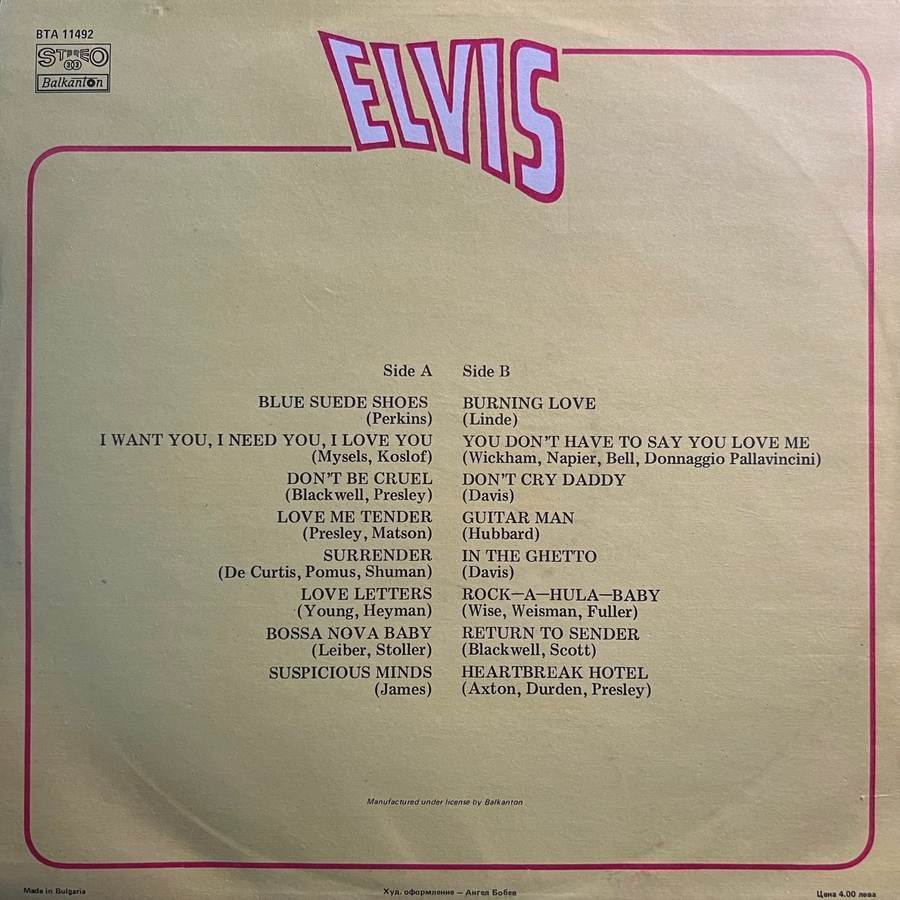 BTA 11492
STEREO
303
Balkanton
ELVIS
Side A
BLUE SUEDE SHOES
(Perkins)
I WANT YOU, I NEED YOU, I LOVE YOU
(Mysels, Koslof)
DON'T BE CRUEL
(Blackwell, Presley)
LOVE ME TENDER
(Presley, Matson)
SURRENDER
(De Curtis, Pomus, Shuman)
LOVE LETTERS
(Young, Heyman)
BOSSA NOVA BABY
(Leiber, Stoller)
SUSPICIOUS MINDS
(James)
Side B
BURNING LOVE
(Linde)
YOU DON'T HAVE TO SAY YOU LOVE ME
(Wickham, Napier, Bell, Donnaggio Pallavincini)
DON'T CRY DADDY
(Davis)
GUITAR MAN
(Hubbard)
IN THE GHETTO
(Davis)
ROCK—A—HULA—BABY
(Wise, Weisman, Fuller)
RETURN TO SENDER
(Blackwell, Scott)
HEARTBREAK HOTEL
(Axton, Durden, Presley)
Manufactured under license by Balkanton
Made in Bulgaria
Худ. оформление — Ангел Бобев
Цена 4.00 лева